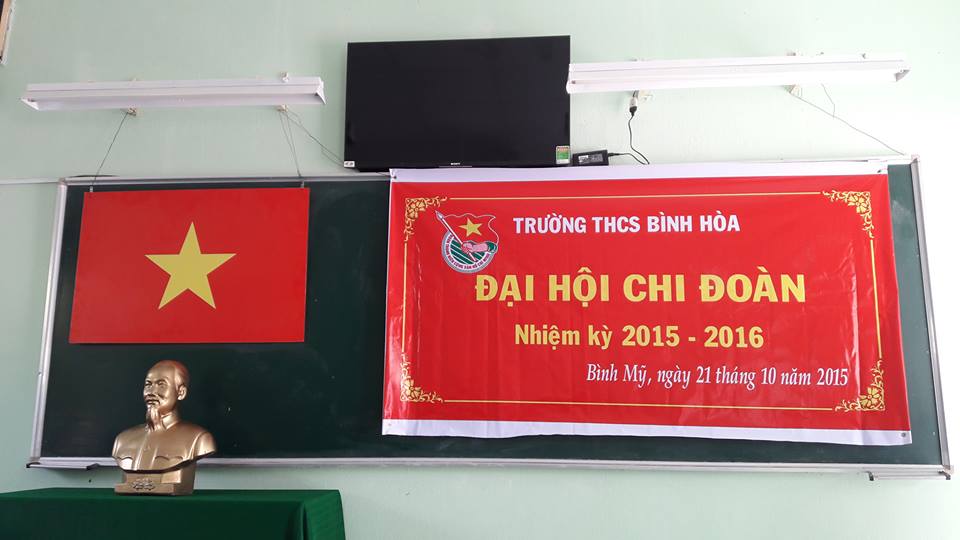 SONY
TRƯỜNG THCS BÌNH HÒA
ĐẠI HỘI CHI ĐOÀN
Nhiệm kỳ 2015 - 2016
Bình Mỹ, ngày 21 tháng 10 năm 2015